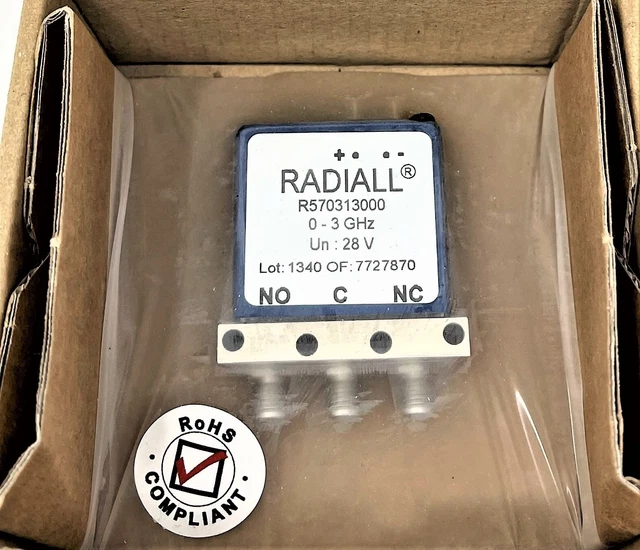 + -
RADIALL®
R570313000
0 - 3 GHz
Un : 28 V
Lot: 1340 OF: 7727870
NO C NC
RoHS
COMPLIANT